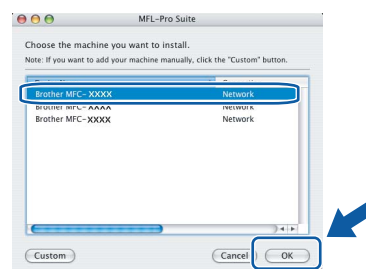 MFL-Pro Suite
Choose the machine you want to install.
Note: If you want to add your machine manually, click the "Custom" button.
Brother MFC- XXXX Network
Brother MFC- XXXX Network
Brother MFC- XXXX Network
Custom Cancel OK